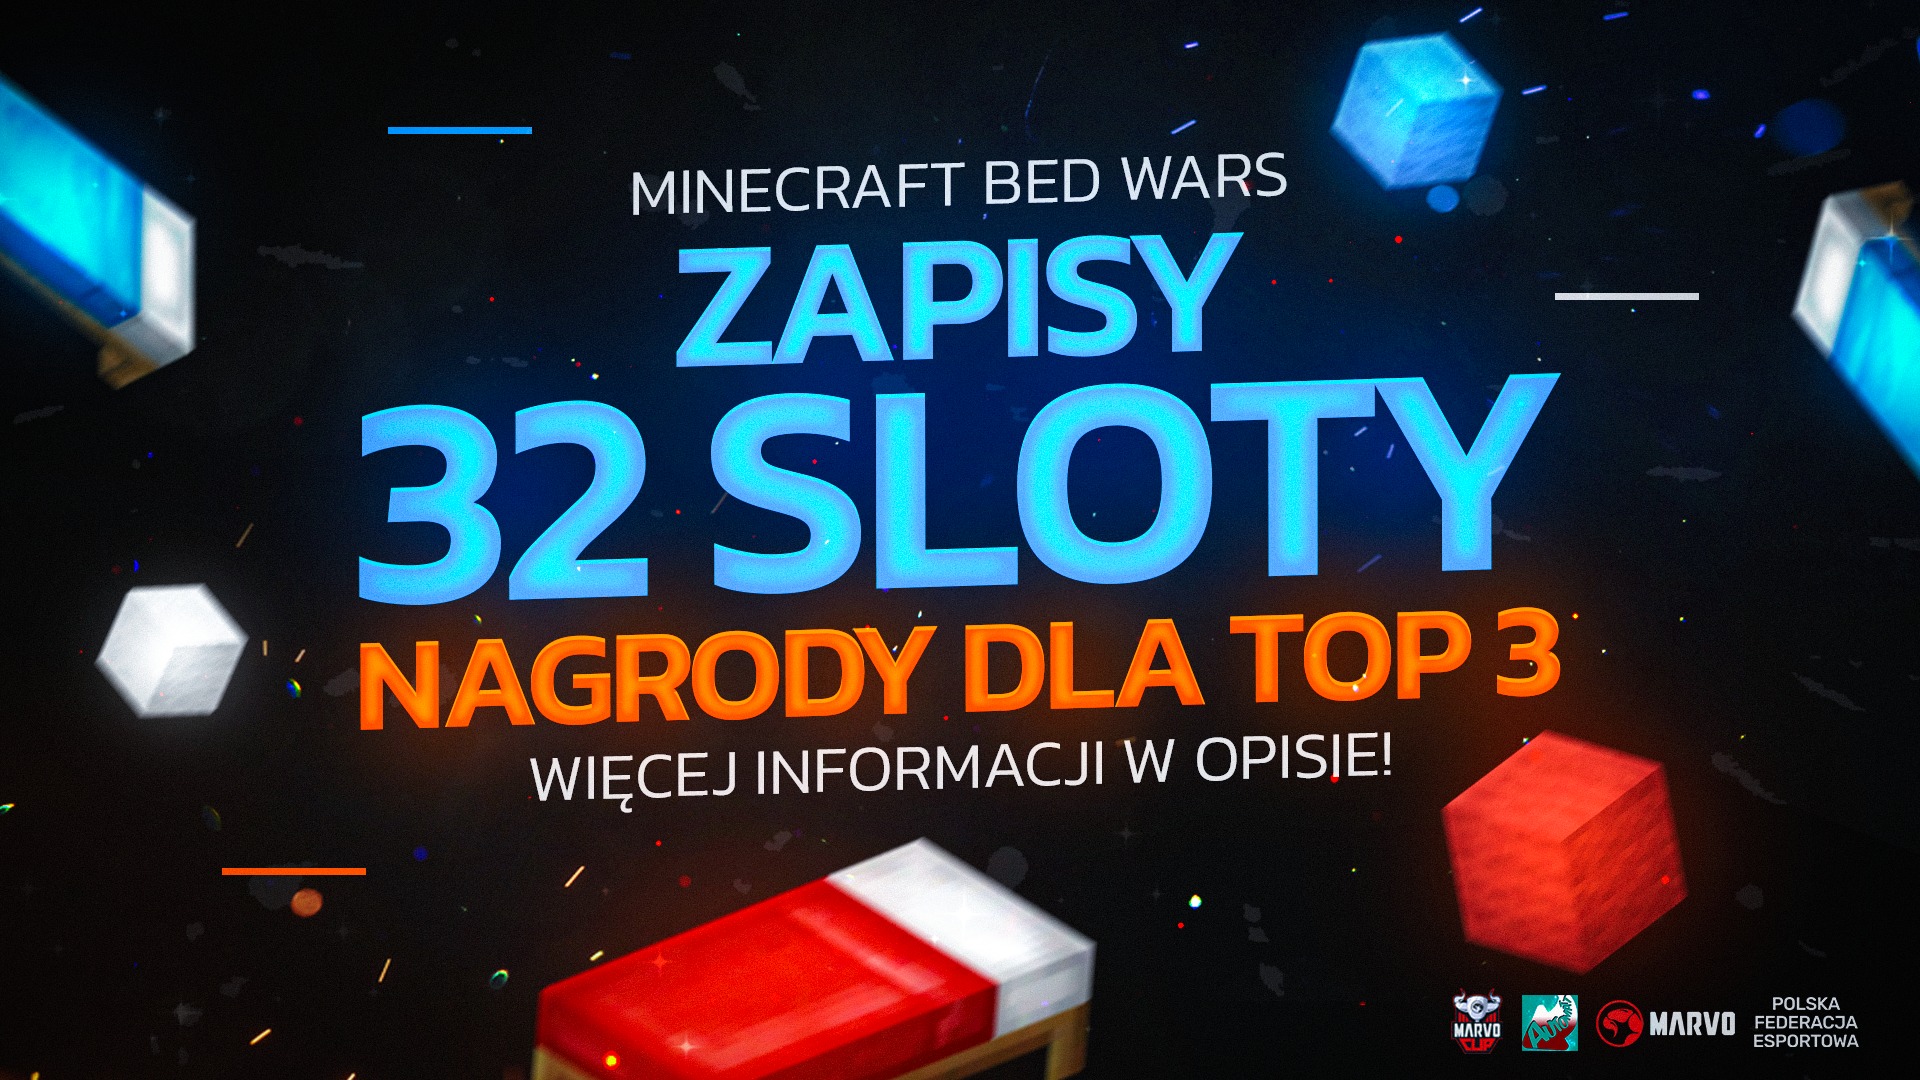 MINECRAFT BED WARS
ZAPISY
32 SLOTY
NAGRODY DLA TOP 3
WIĘCEJ INFORMACJI W OPISIE!
MARVO
CUP
MARVO
POLSKA
FEDERACJA
ESPORTOWA